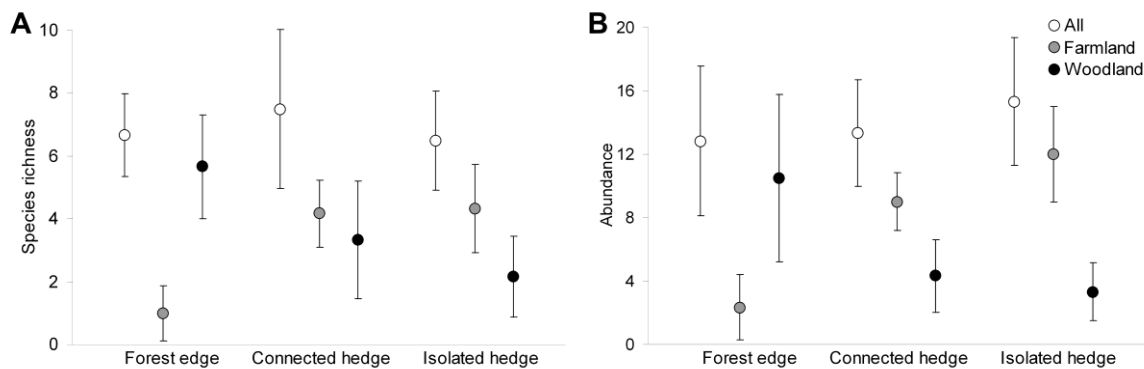 A
Species richness
10
8
6
4
2
0
Forest edge
Connected hedge
Isolated hedge
B
Abundance
20
16
12
8
4
0
Forest edge
Connected hedge
Isolated hedge
All
Farmland
Woodland